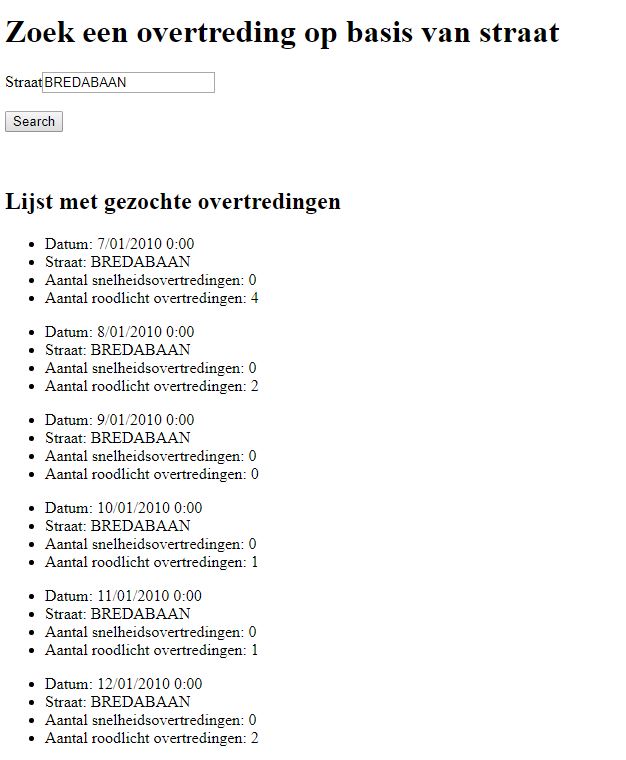 Zoek een overtreding op basis van straat
Straat BREDABAAN
Search
Lijst met gezochte overtredingen
Datum: 7/01/2010 0:00
Straat: BREDABAAN
Aantal snelheidsovertredingen: 0
Aantal roodlicht overtredingen: 4
Datum: 8/01/2010 0:00
Straat: BREDABAAN
Aantal snelheidsovertredingen: 0
Aantal roodlicht overtredingen: 2
Datum: 9/01/2010 0:00
Straat: BREDABAAN
Aantal snelheidsovertredingen: 0
Aantal roodlicht overtredingen: 0
Datum: 10/01/2010 0:00
Straat: BREDABAAN
Aantal snelheidsovertredingen: 0
Aantal roodlicht overtredingen: 1
Datum: 11/01/2010 0:00
Straat: BREDABAAN
Aantal snelheidsovertredingen: 0
Aantal roodlicht overtredingen: 1
Datum: 12/01/2010 0:00
Straat: BREDABAAN
Aantal snelheidsovertredingen: 0
Aantal roodlicht overtredingen: 2